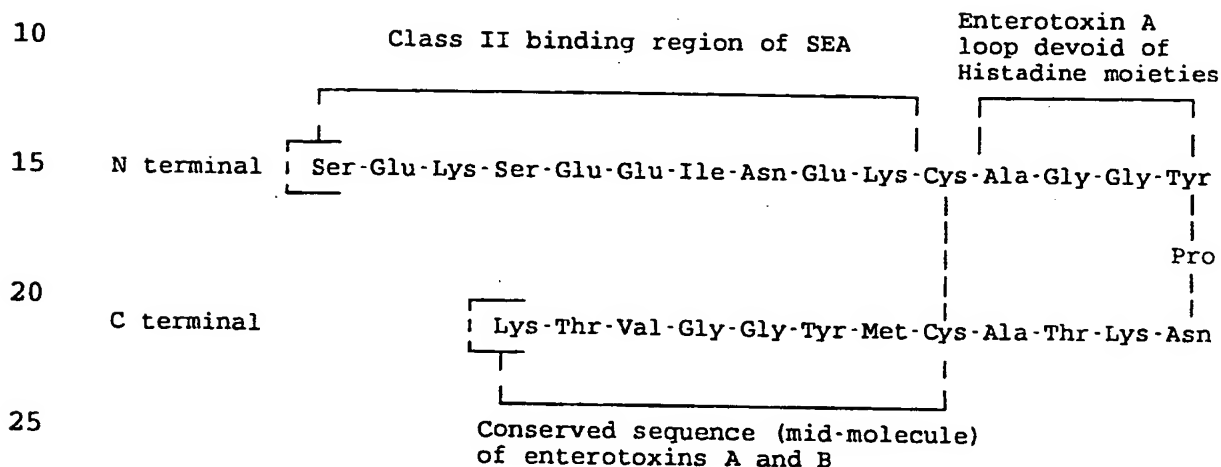 10
Class II binding region of SEA
Enterotoxin A
loop devoid of
Histadine moieties
15 N terminal Ser-Glu-Lys-Ser-Glu-Glu-Ile-Asn-Glu-Lys-Cys-Ala-Gly-Gly-Tyr
Pro
20
C terminal Lys-Thr-Val-Gly-Gly-Tyr-Met-Cys-Ala-Thr-Lys-Asn
25
Conserved sequence (mid-molecule)
of enterotoxins A and B